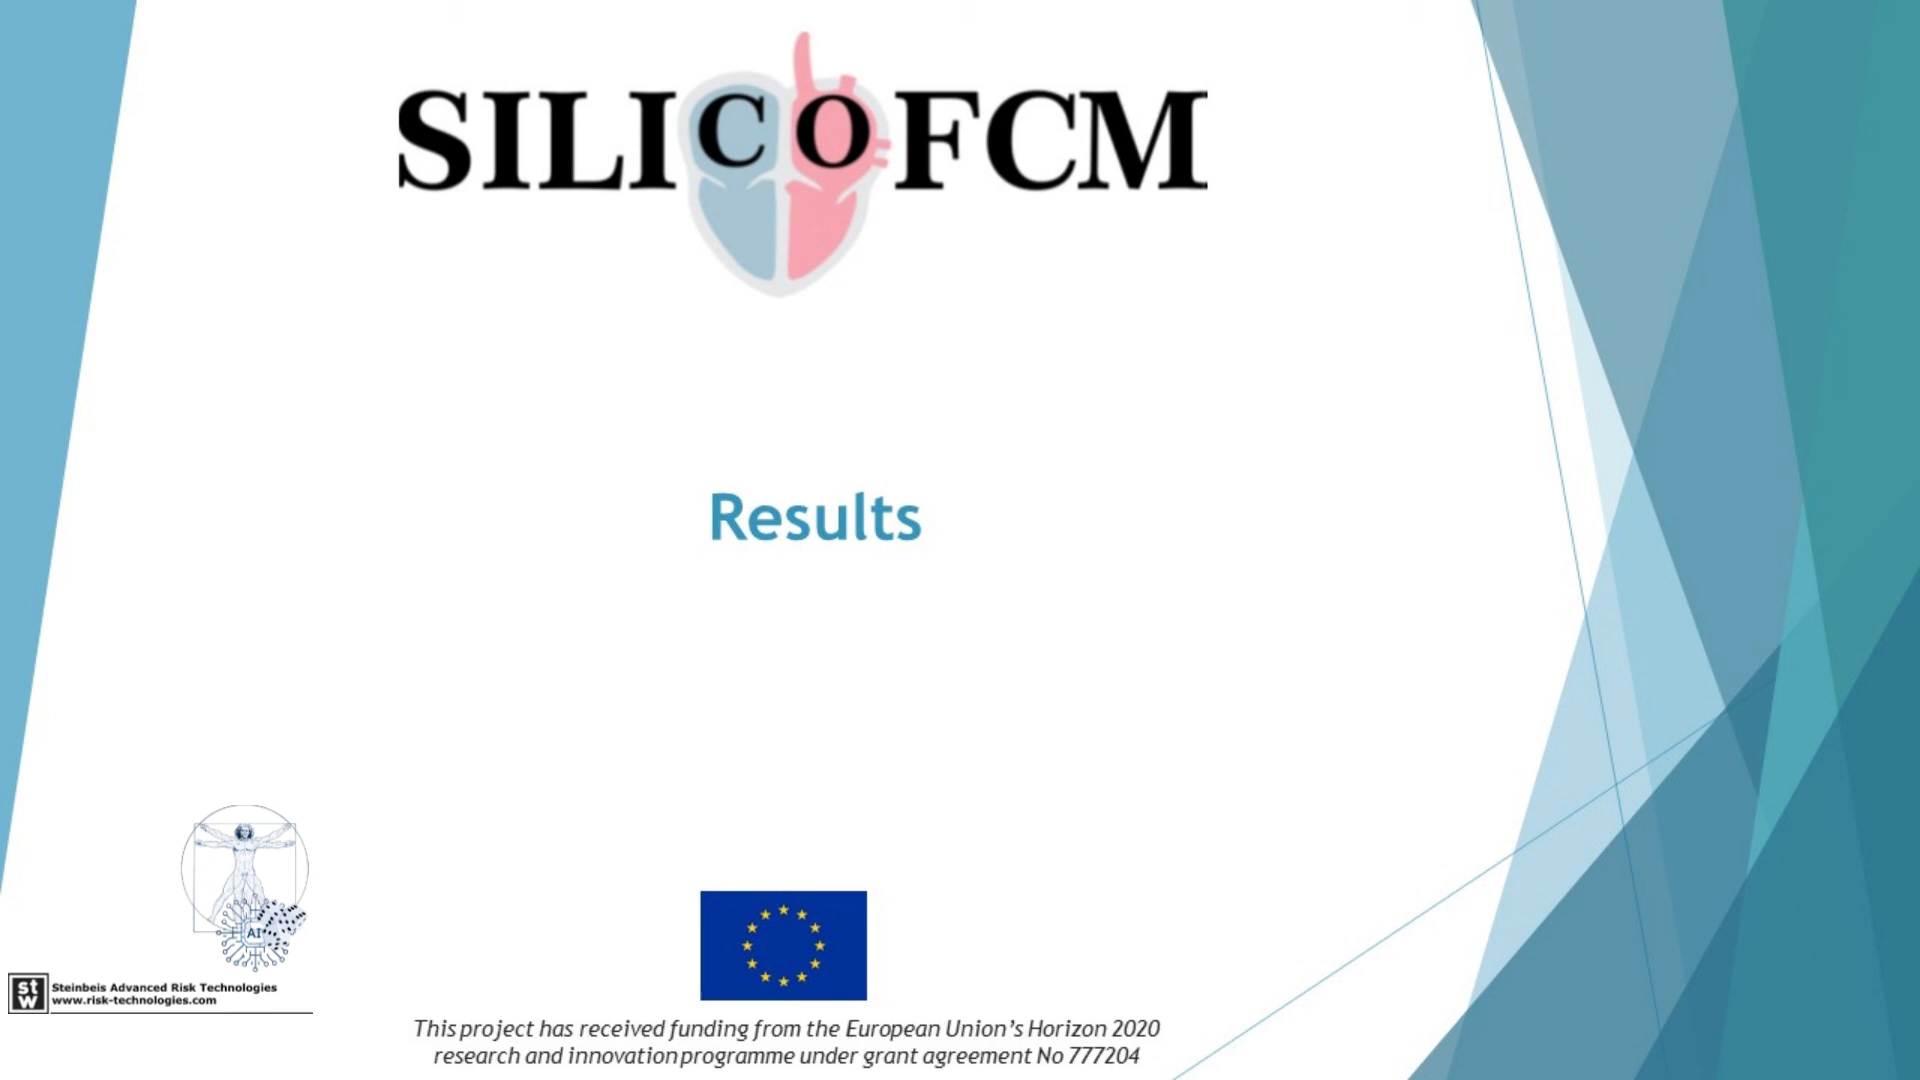 SILICOFCM
Results
AI
st
w
Steinbeis Advanced Risk Technologies
www.risk-technologies.com
This project has received funding from the European Union’s Horizon 2020
research and innovation programme under grant agreement No 777204